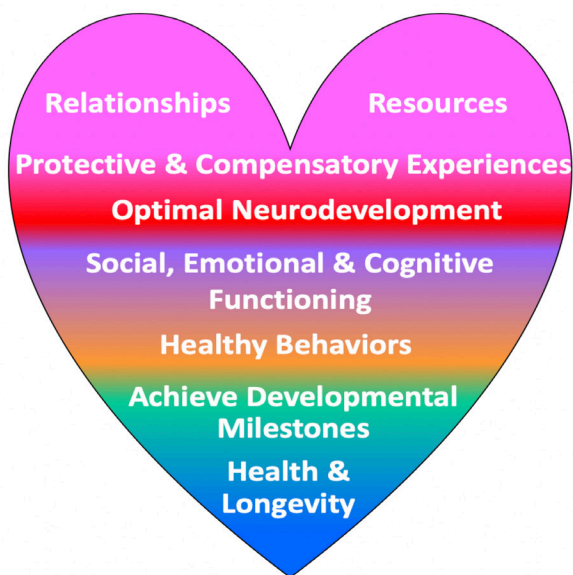 Relationships Resources
Protective & Compensatory Experiences
Optimal Neurodevelopment
Social, Emotional & Cognitive
Functioning
Healthy Behaviors
Achieve Developmental
Milestones
Health &
Longevity